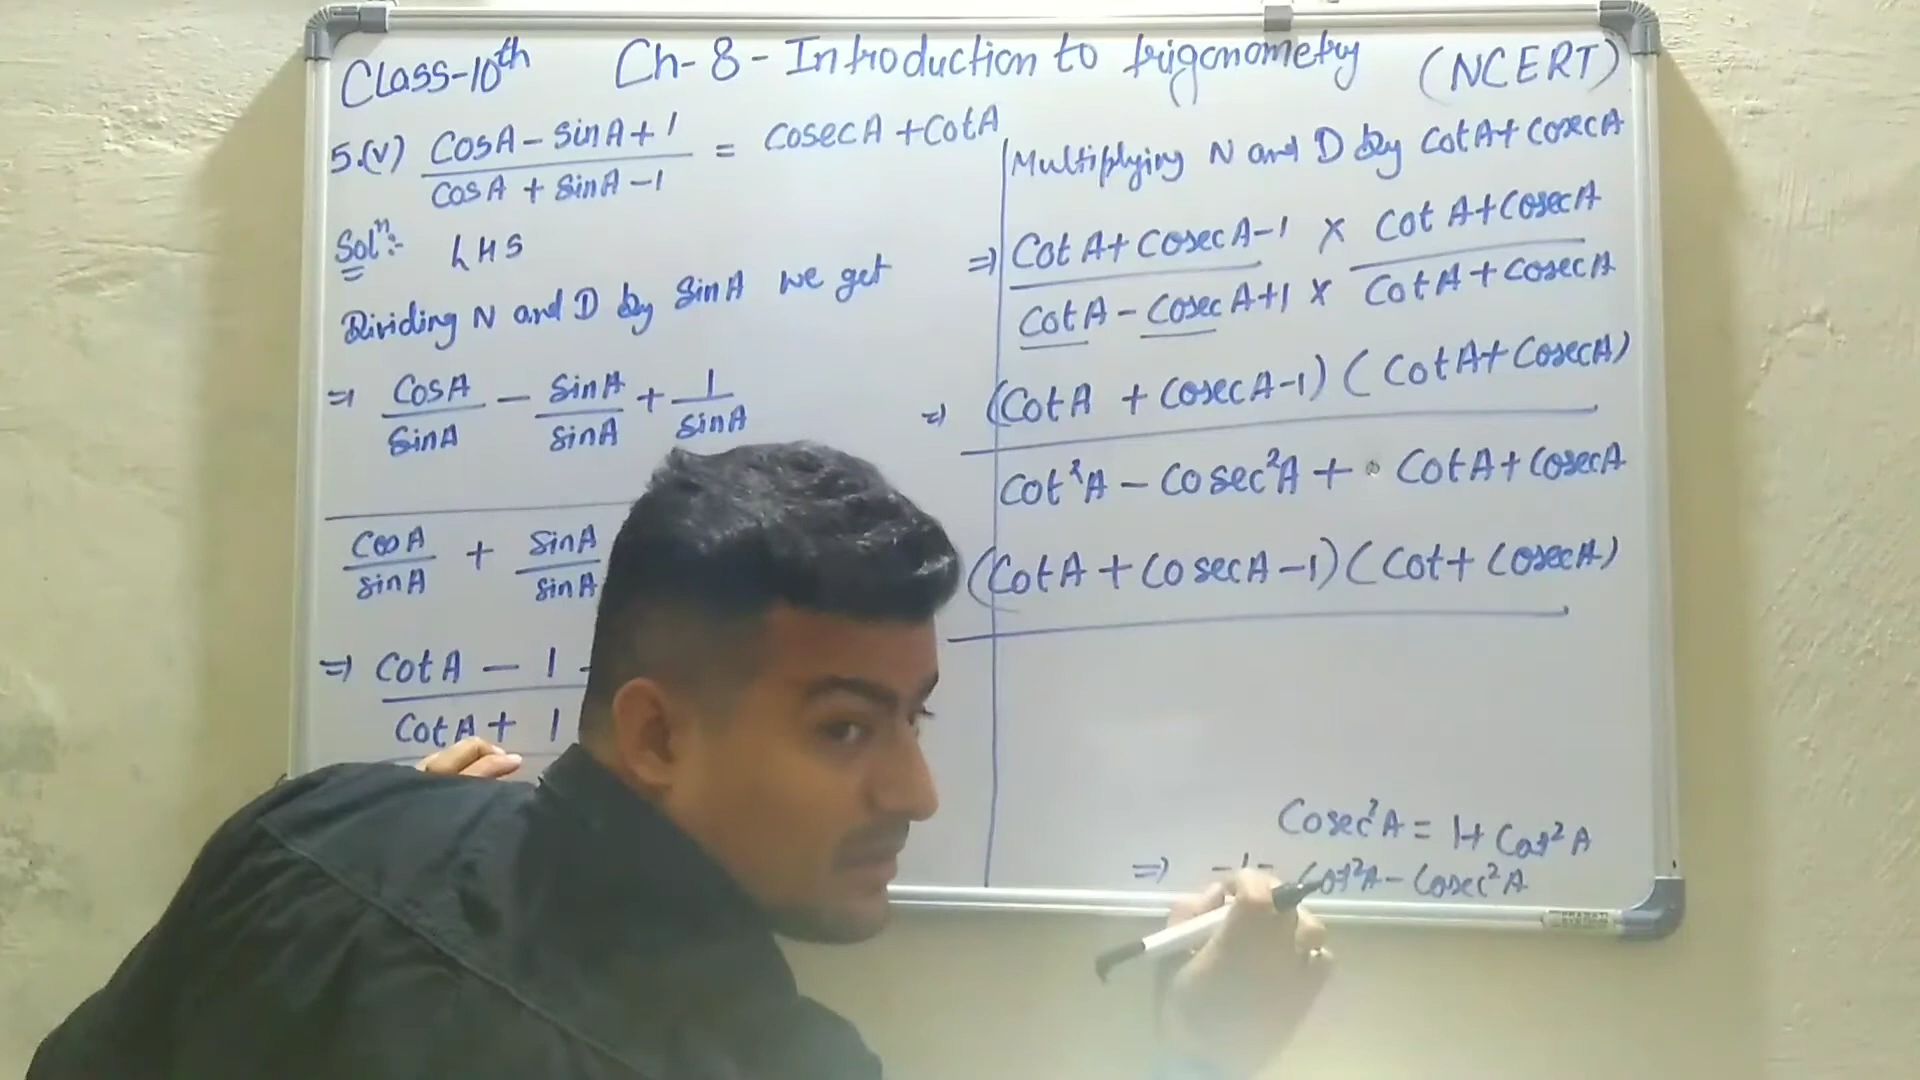 Class-10th Ch-8-Introduction to trigonometry (NCERT)
5.(v) CosA - SinA + 1 = CosecA + CotA
CosA + SinA - 1
Solⁿ:- LHS
Dividing N and D by SinA we get
=> CosA - SinA + 1
SinA SinA SinA
CosA + SinA
SinA SinA
=> CotA - 1 -
CotA + 1
Multiplying N and D by CotA + CosecA
=> CotA + CosecA - 1 × CotA + CosecA
CotA - CosecA + 1 × CotA + CosecA
=> (CotA + CosecA - 1) (CotA + CosecA)
Cot²A - Cosec²A + CotA + CosecA
(CotA + CosecA - 1) (Cot + CosecA)
Cosec²A = 1 + Cot²A
=> -1 = Cot²A - Cosec²A